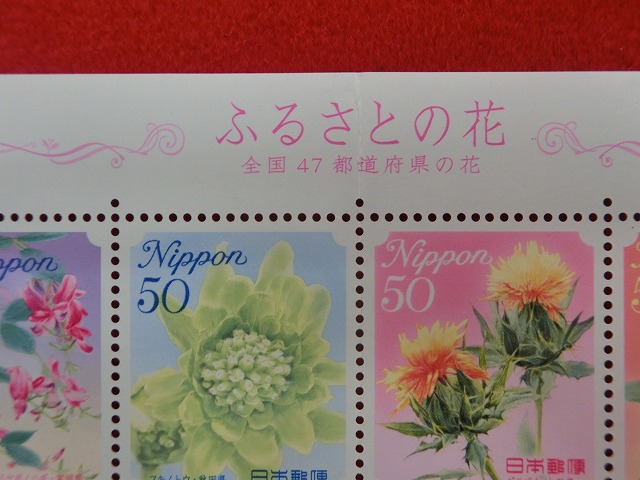 ふるさとの花
全国 47 都道府県の花
Nippon
50
日本郵便
Nippon
50
日本郵便